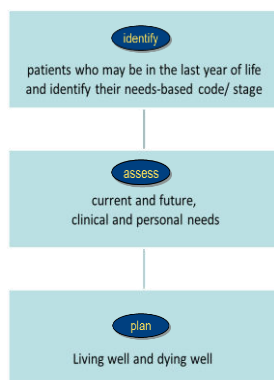 identify
patients who may be in the last year of life
and identify their needs-based code/ stage
assess
current and future,
clinical and personal needs
plan
Living well and dying well